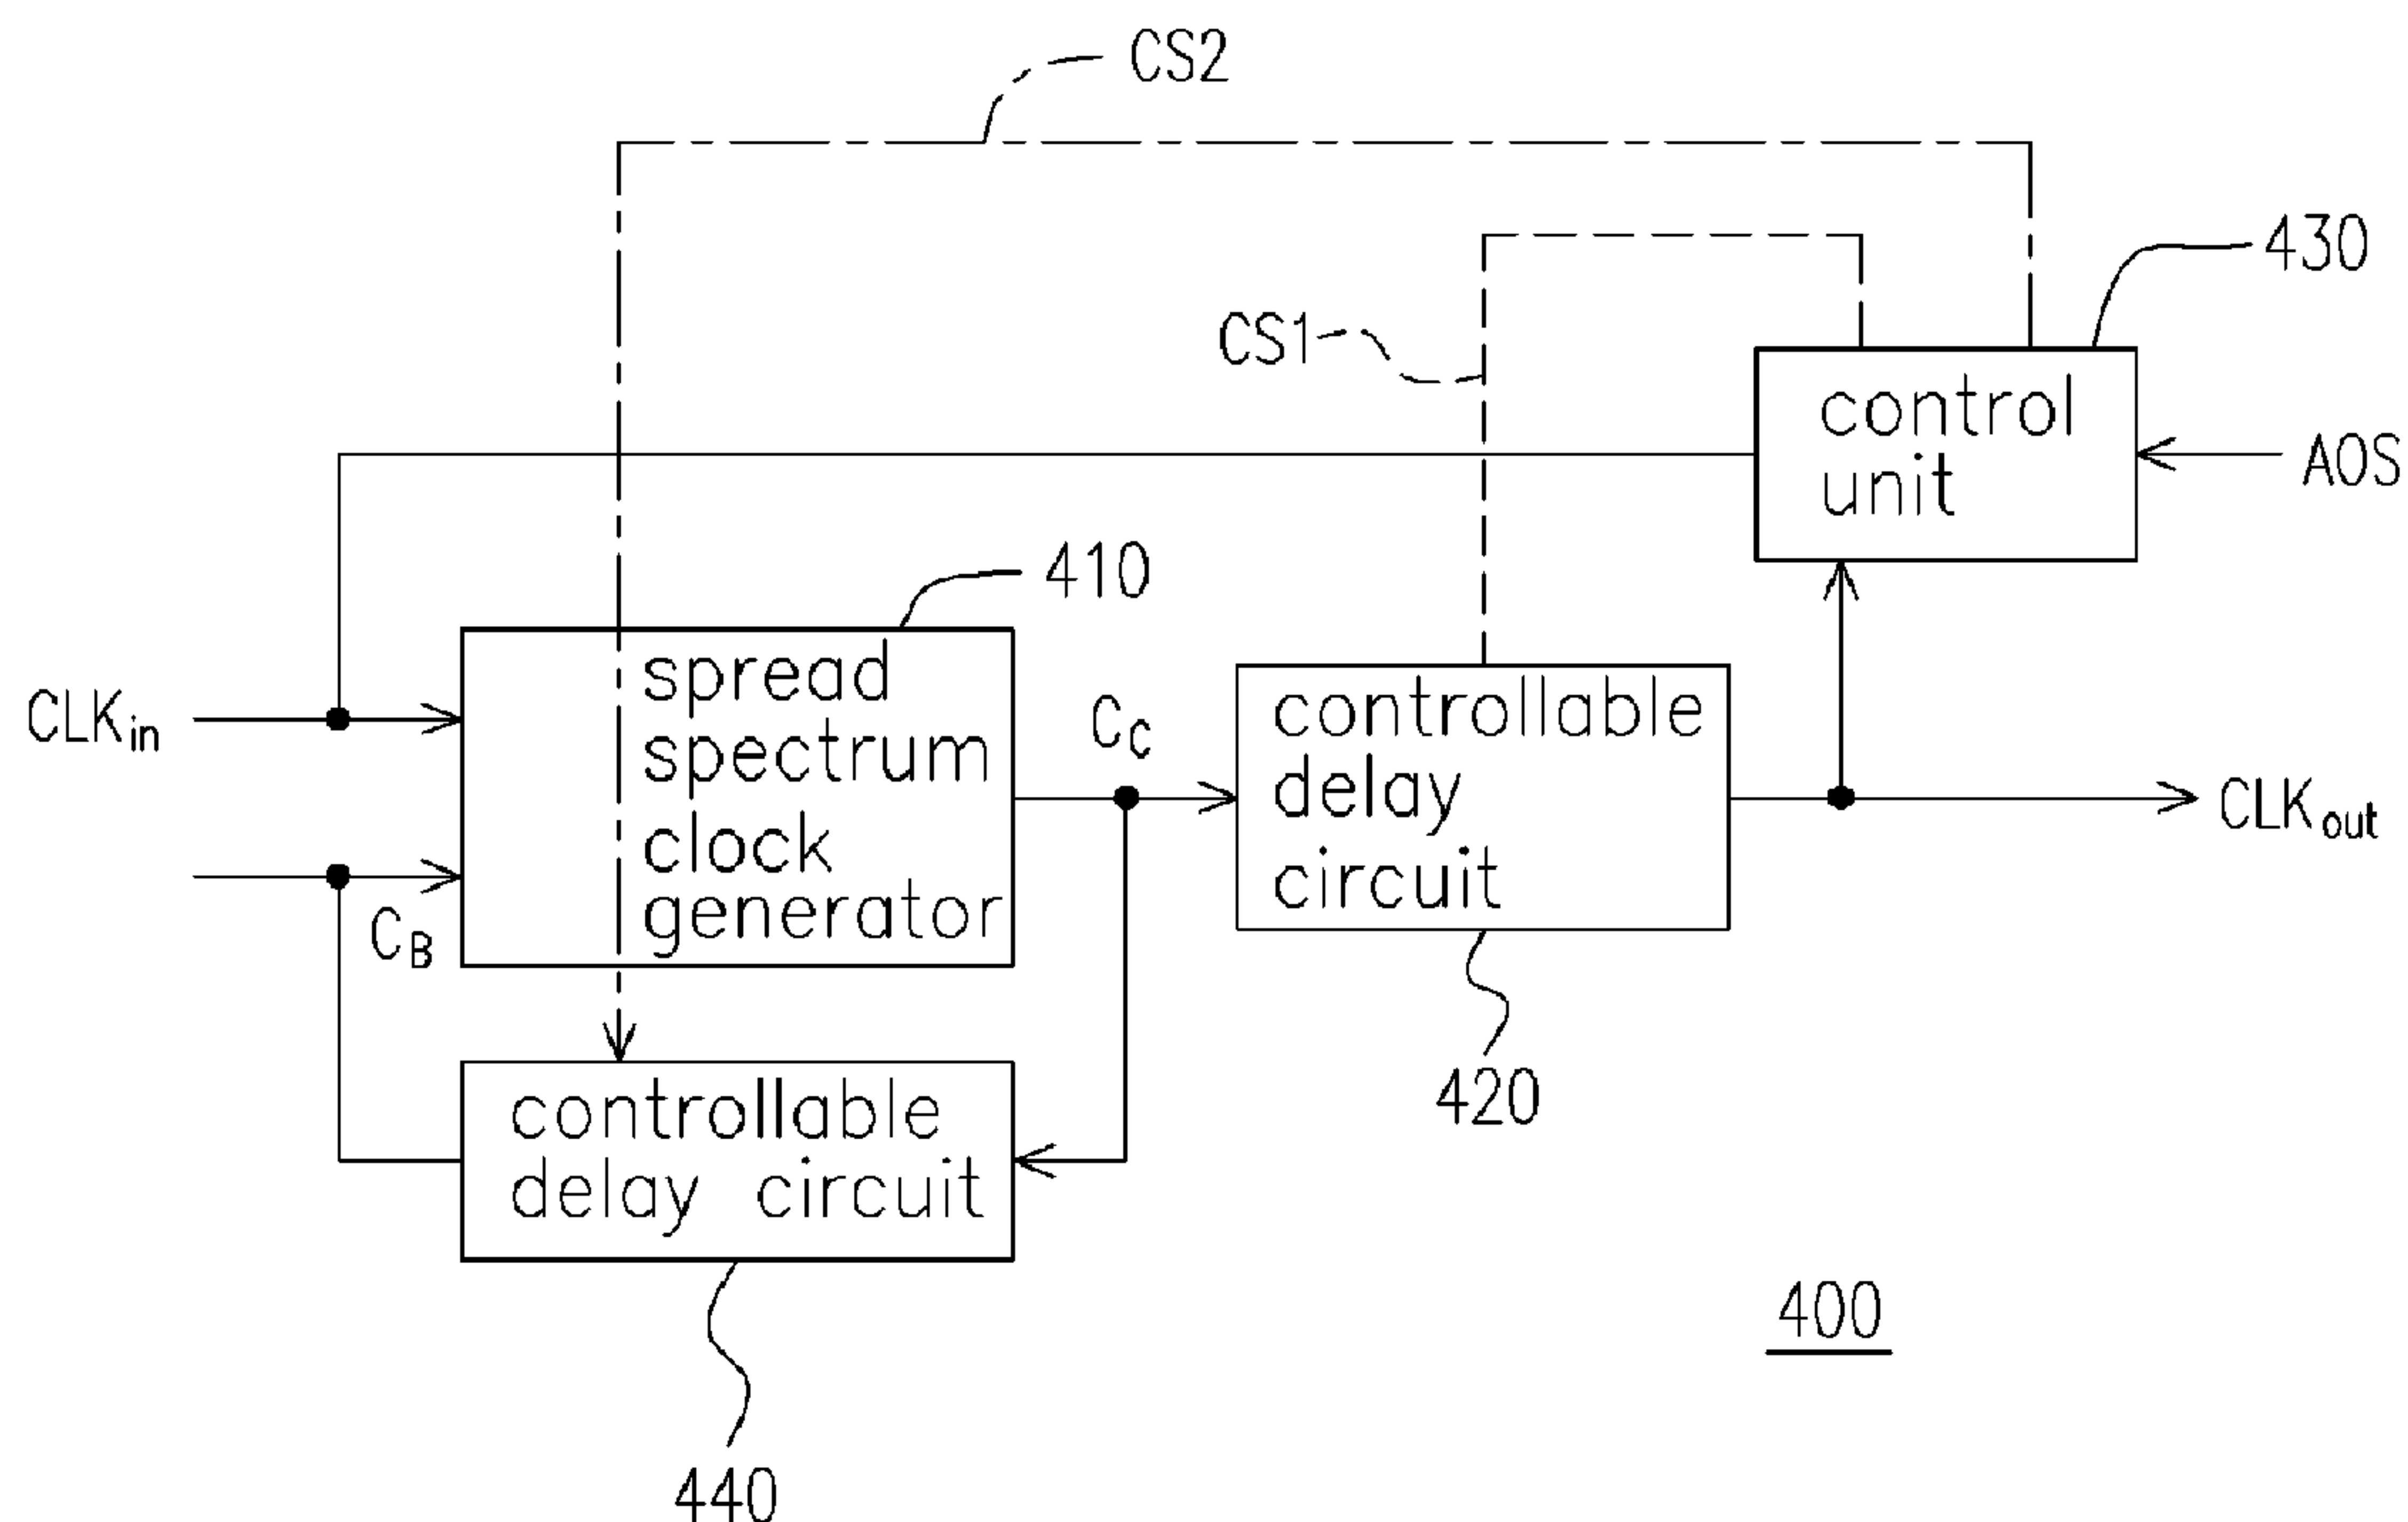 CS2
430
CS1
control
unit
AOS
410
spread
spectrum
clock
generator
CLKin
CB
CC
controllable
delay
circuit
CLKout
420
controllable
delay circuit
400
440